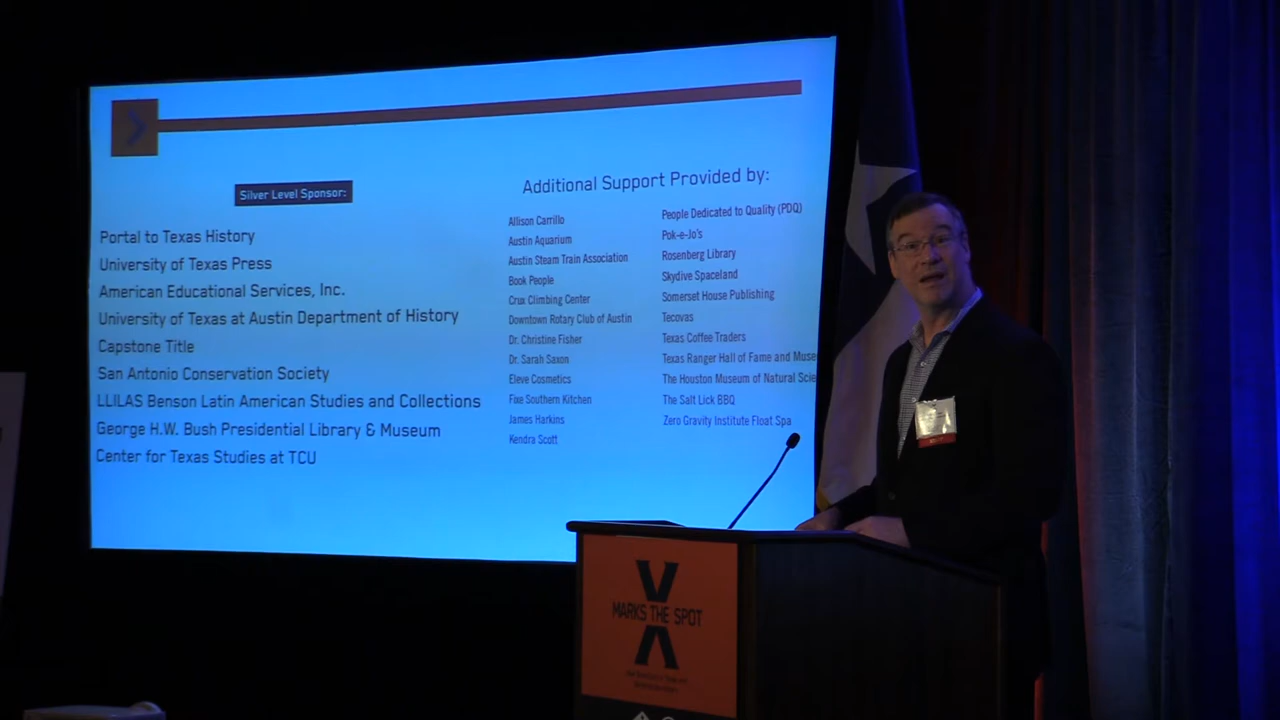 Silver Level Sponsor:
Portal to Texas History
University of Texas Press
American Educational Services, Inc.
University of Texas at Austin Department of History
Capstone Title
San Antonio Conservation Society
LLILAS Benson Latin American Studies and Collections
George H.W. Bush Presidential Library & Museum
Center for Texas Studies at TCU
Additional Support Provided by:
Allison Carrillo
Austin Aquarium
Austin Steam Train Association
Book People
Crux Climbing Center
Downtown Rotary Club of Austin
Dr. Christine Fisher
Dr. Sarah Saxon
Eleve Cosmetics
Fixe Southern Kitchen
James Harkins
Kendra Scott
People Dedicated to Quality (PDQ)
Pok-e-Jo's
Rosenberg Library
Skydive Spaceland
Somerset House Publishing
Tecovas
Texas Coffee Traders
Texas Ranger Hall of Fame and Muse
The Houston Museum of Natural Scie
The Salt Lick BBQ
Zero Gravity Institute Float Spa
X
MARKS THE SPOT